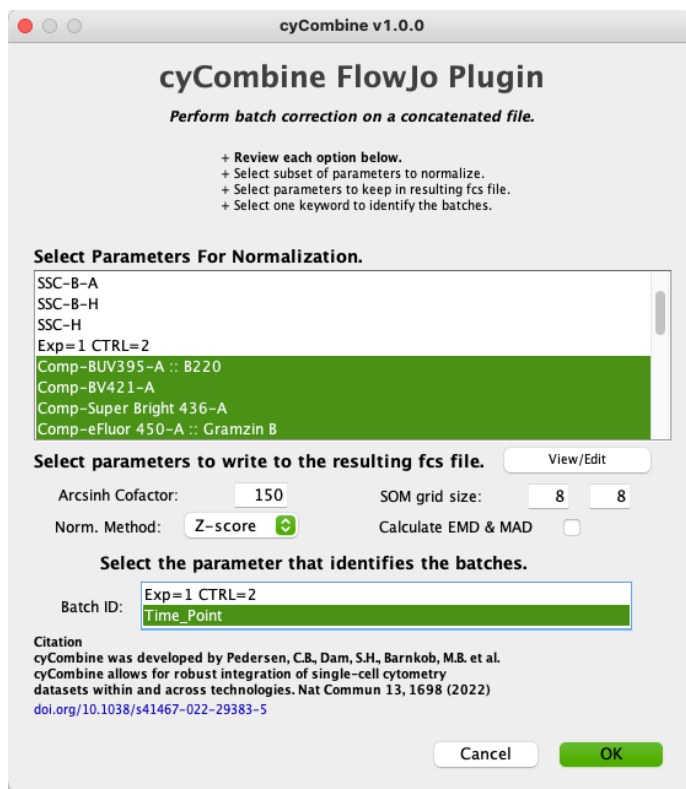 cyCombine v1.0.0
cyCombine FlowJo Plugin
Perform batch correction on a concatenated file.
+ Review each option below.
+ Select subset of parameters to normalize.
+ Select parameters to keep in resulting fcs file.
+ Select one keyword to identify the batches.
Select Parameters For Normalization.
SSC-B-A
SSC-B-H
SSC-H
Exp=1 CTRL=2
Comp-BUV395-A :: B220
Comp-BV421-A
Comp-Super Bright 436-A
Comp-eFluor 450-A :: Gramzin B
Select parameters to write to the resulting fcs file. View/Edit
Arcsinh Cofactor: 150 SOM grid size: 8 8
Norm. Method: Z-score Calculate EMD & MAD
Select the parameter that identifies the batches.
Batch ID: Exp=1 CTRL=2
Time_Point
Citation
cyCombine was developed by Pedersen, C.B., Dam, S.H., Barnkob, M.B. et al.
cyCombine allows for robust integration of single-cell cytometry
datasets within and across technologies. Nat Commun 13, 1698 (2022)
doi.org/10.1038/s41467-022-29383-5
Cancel OK